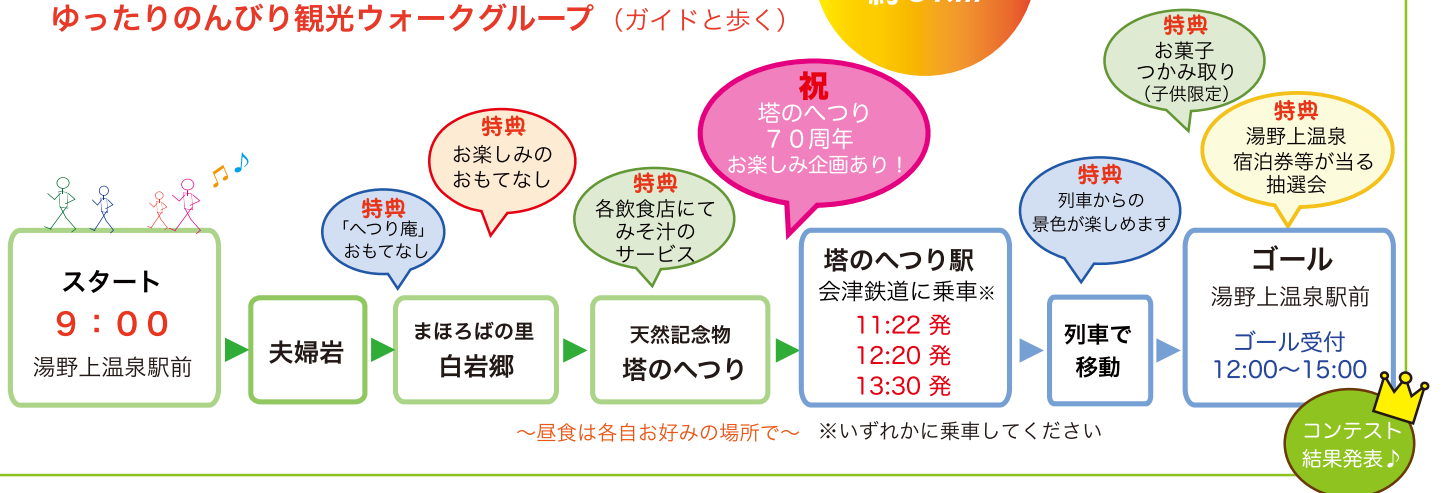 ゆったりのんびり観光ウォークグループ（ガイドと歩く）
特典
お菓子
つかみ取り
（子供限定）
祝
塔のへつり
７０周年
お楽しみ企画あり！
特典
湯野上温泉
宿泊券等が当る
抽選会
特典
お楽しみの
おもてなし
特典
列車からの
景色が楽しめます
特典
各飲食店にて
みそ汁の
サービス
特典
「へつり庵」
おもてなし
スタート
９：００
湯野上温泉駅前
夫婦岩
まほろばの里
白岩郷
天然記念物
塔のへつり
塔のへつり駅
会津鉄道に乗車※
11:22 発
12:20 発
13:30 発
列車で
移動
ゴール
湯野上温泉駅前
ゴール受付
12:00〜15:00
〜昼食は各自お好みの場所で〜
※いずれかに乗車してください
コンテスト
結果発表♪